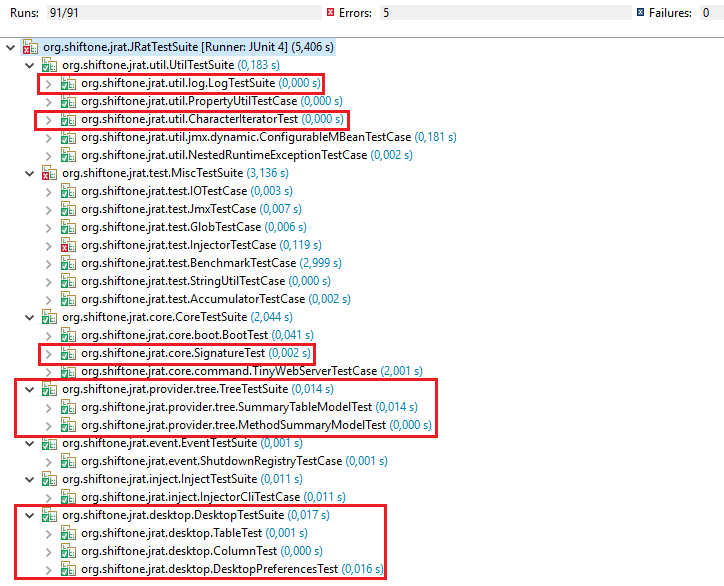 Runs: 91/91 Errors: 5 Failures: 0
org.shiftone.jrat.JRatTestSuite [Runner: JUnit 4] (5,406 s)
org.shiftone.jrat.util.UtilTestSuite (0,183 s)
org.shiftone.jrat.util.log.LogTestSuite (0,000 s)
org.shiftone.jrat.util.PropertyUtilTestCase (0,000 s)
org.shiftone.jrat.util.CharacterIteratorTest (0,000 s)
org.shiftone.jrat.util.jmx.dynamic.ConfigurableMBeanTestCase (0,181 s)
org.shiftone.jrat.util.NestedRuntimeExceptionTestCase (0,002 s)
org.shiftone.jrat.test.MiscTestSuite (3,136 s)
org.shiftone.jrat.test.IOTestCase (0,003 s)
org.shiftone.jrat.test.JmxTestCase (0,007 s)
org.shiftone.jrat.test.GlobTestCase (0,006 s)
org.shiftone.jrat.test.InjectorTestCase (0,119 s)
org.shiftone.jrat.test.BenchmarkTestCase (2,999 s)
org.shiftone.jrat.test.StringUtilTestCase (0,000 s)
org.shiftone.jrat.test.AccumulatorTestCase (0,002 s)
org.shiftone.jrat.core.CoreTestSuite (2,044 s)
org.shiftone.jrat.core.boot.BootTest (0,041 s)
org.shiftone.jrat.core.SignatureTest (0,002 s)
org.shiftone.jrat.core.command.TinyWebServerTestCase (2,001 s)
org.shiftone.jrat.provider.tree.TreeTestSuite (0,014 s)
org.shiftone.jrat.provider.tree.SummaryTableModelTest (0,014 s)
org.shiftone.jrat.provider.tree.MethodSummaryModelTest (0,000 s)
org.shiftone.jrat.event.EventTestSuite (0,001 s)
org.shiftone.jrat.event.ShutdownRegistryTestCase (0,001 s)
org.shiftone.jrat.inject.InjectTestSuite (0,011 s)
org.shiftone.jrat.inject.InjectorCliTestCase (0,011 s)
org.shiftone.jrat.desktop.DesktopTestSuite (0,017 s)
org.shiftone.jrat.desktop.TableTest (0,001 s)
org.shiftone.jrat.desktop.ColumnTest (0,000 s)
org.shiftone.jrat.desktop.DesktopPreferencesTest (0,016 s)